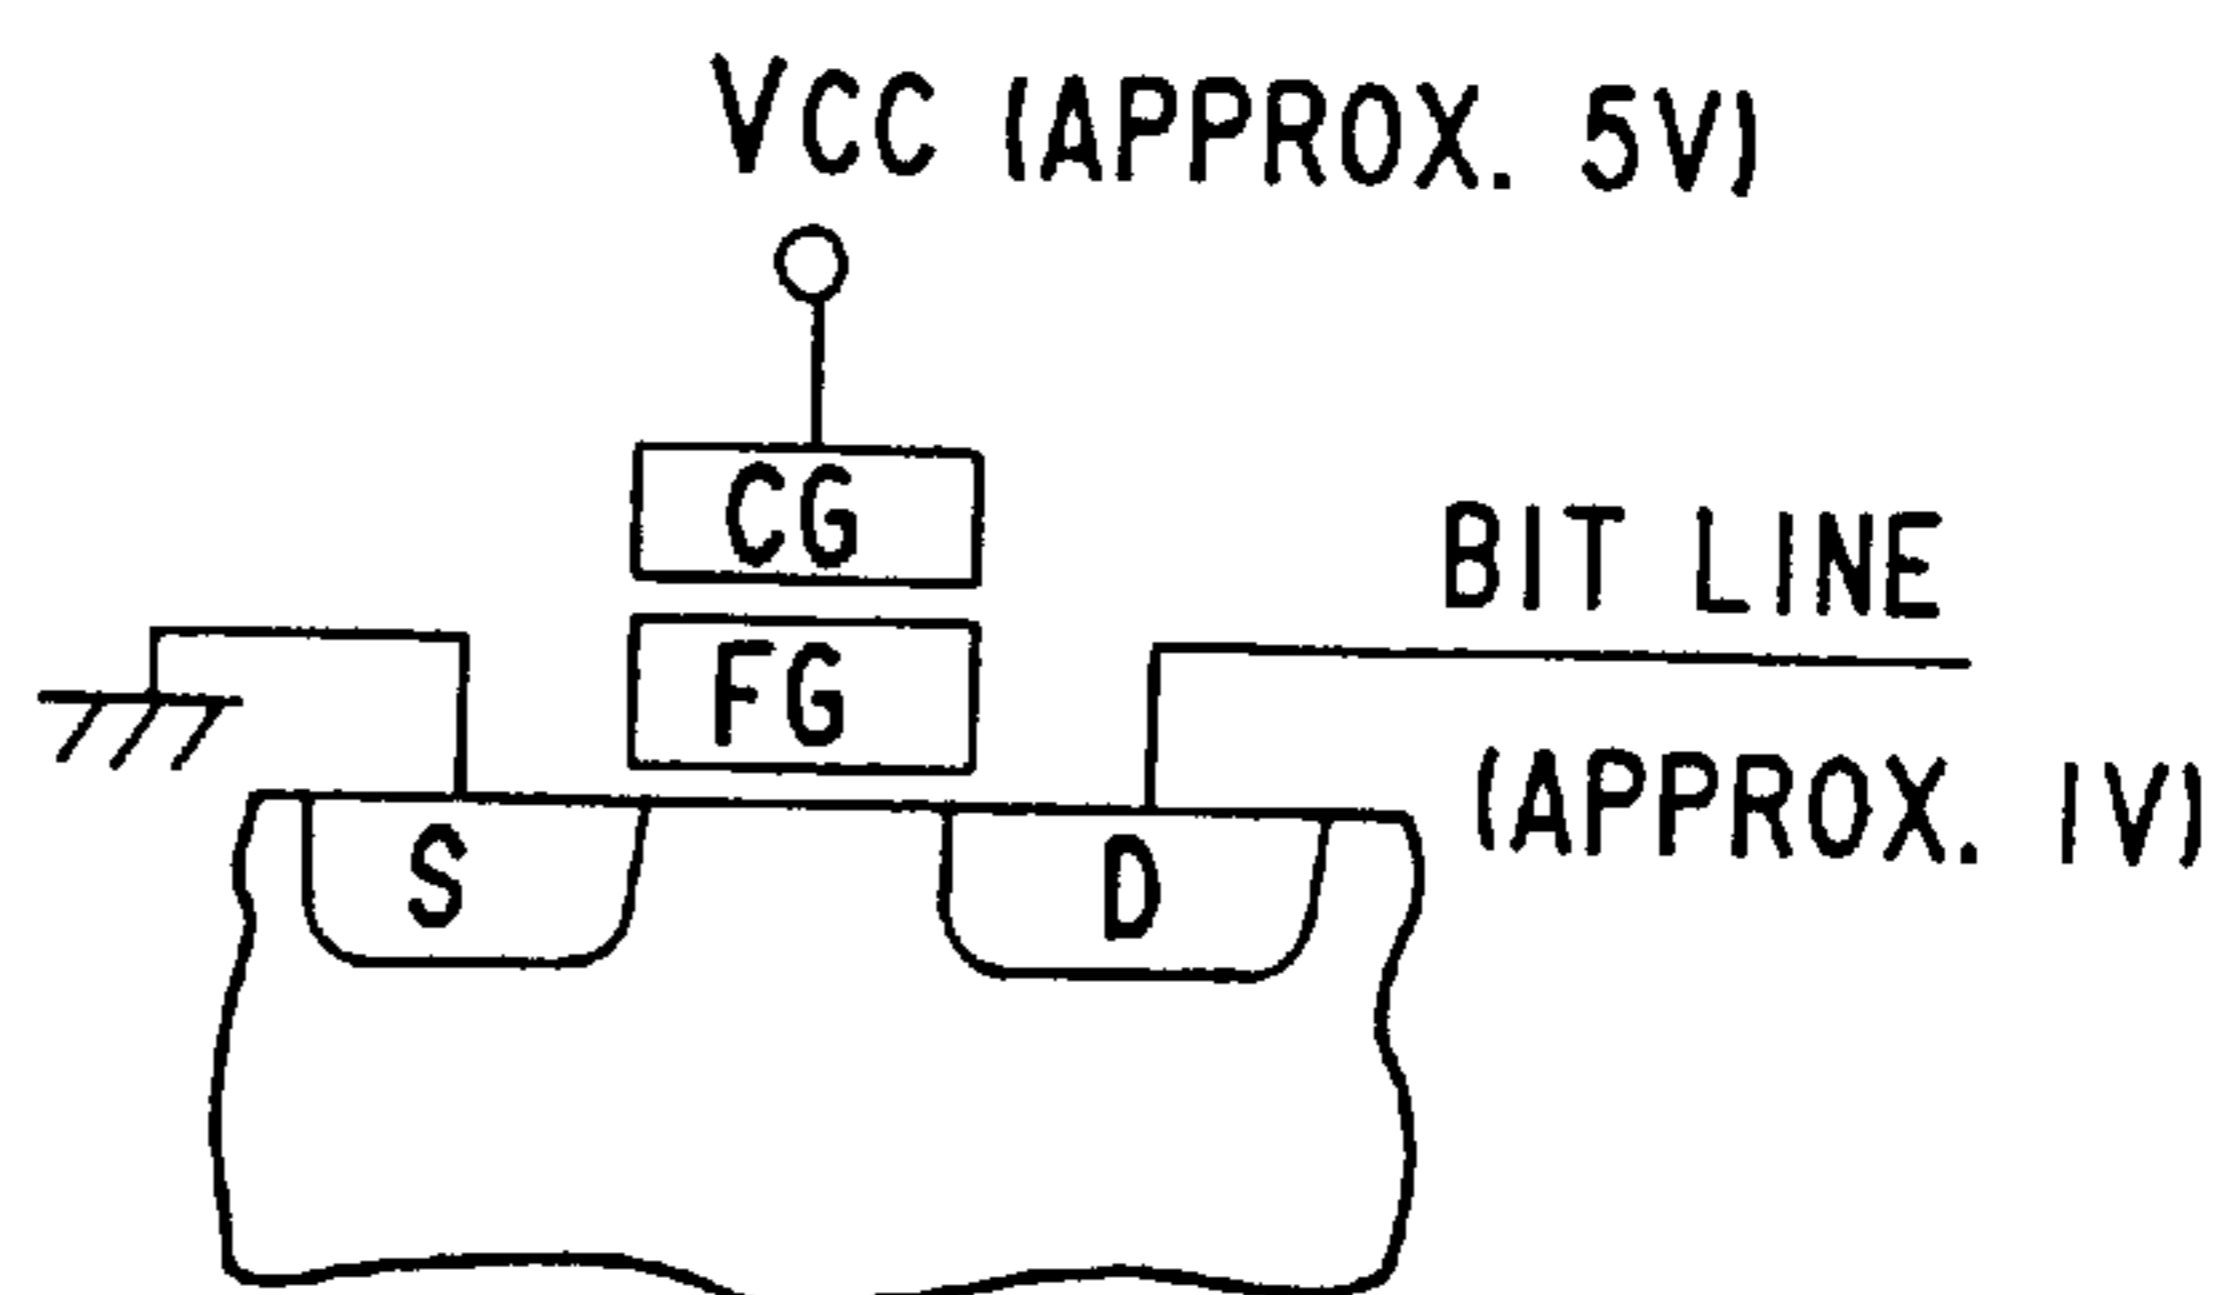 VCC (APPROX. 5V)
CG
BIT LINE
FG
(APPROX. 1V)
S
D